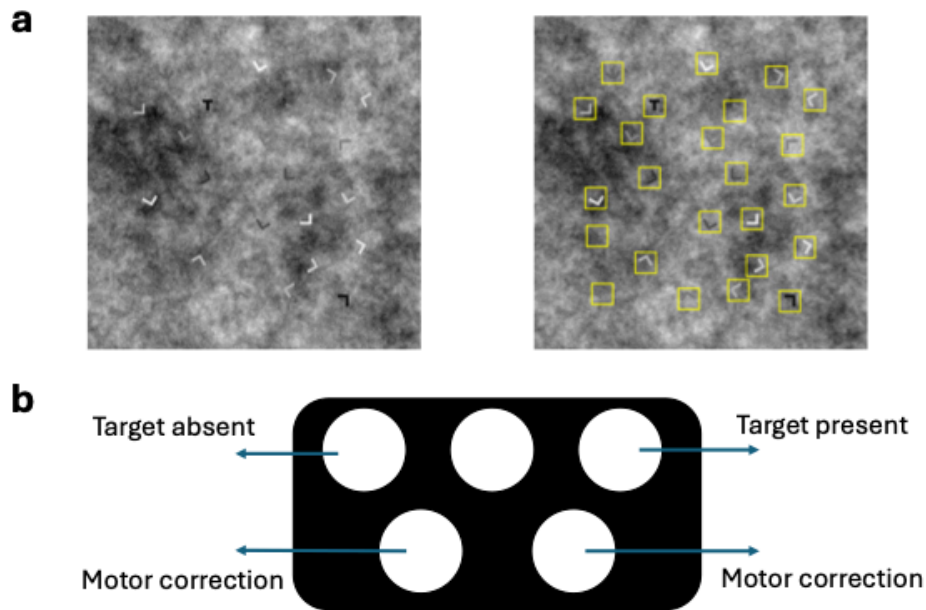 a
b
Target absent
Target present
Motor correction
Motor correction